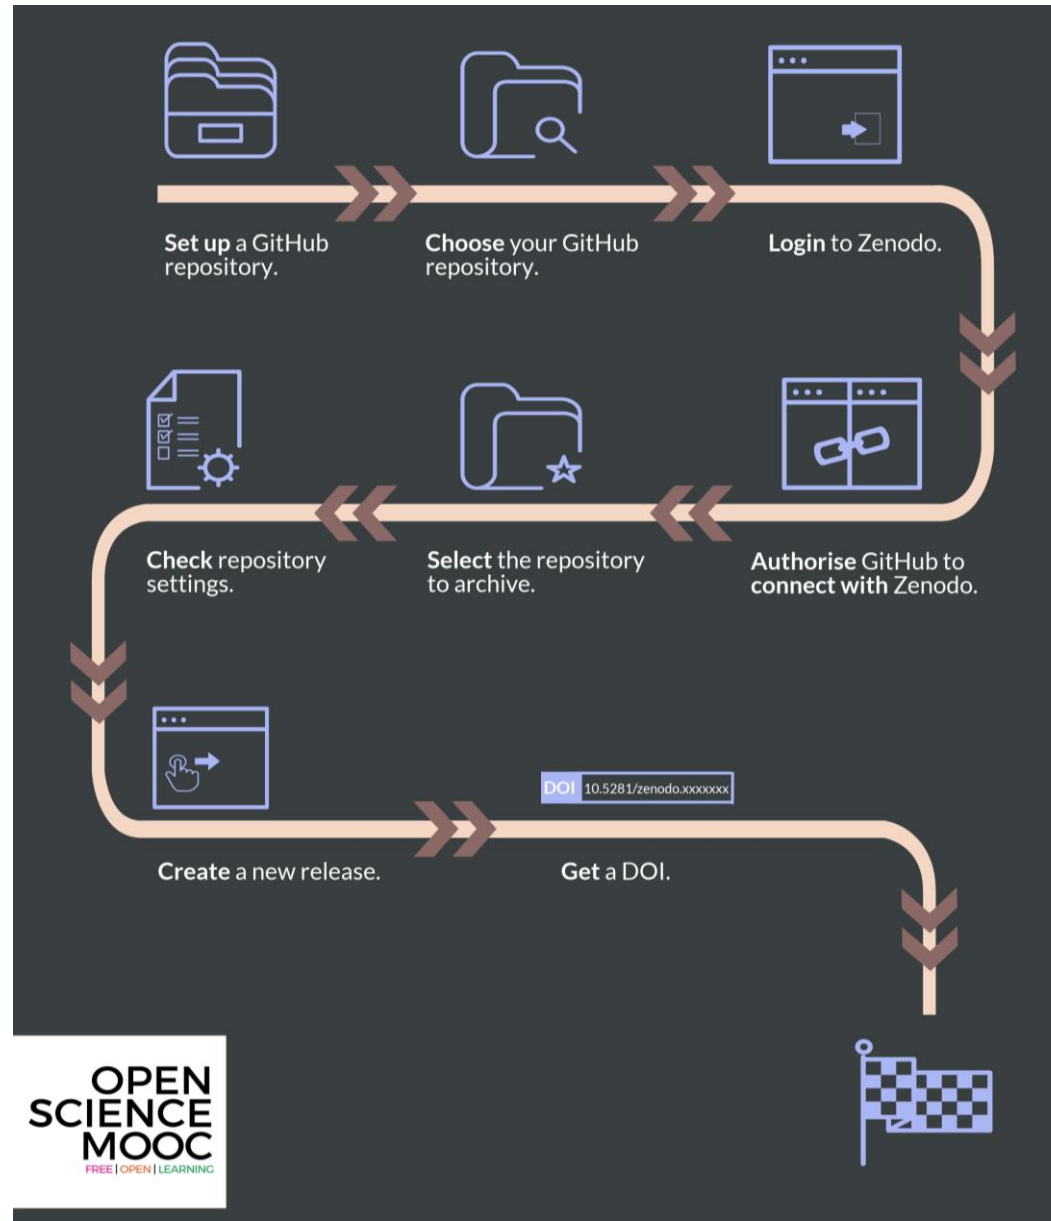 Set up a GitHub
repository.
Choose your GitHub
repository.
Login to Zenodo.
Authorise GitHub to
connect with Zenodo.
Select the repository
to archive.
Check repository
settings.
Create a new release.
DOI 10.5281/zenodo.xxxxxxx
Get a DOI.
OPEN
SCIENCE
MOOC
FREE | OPEN | LEARNING